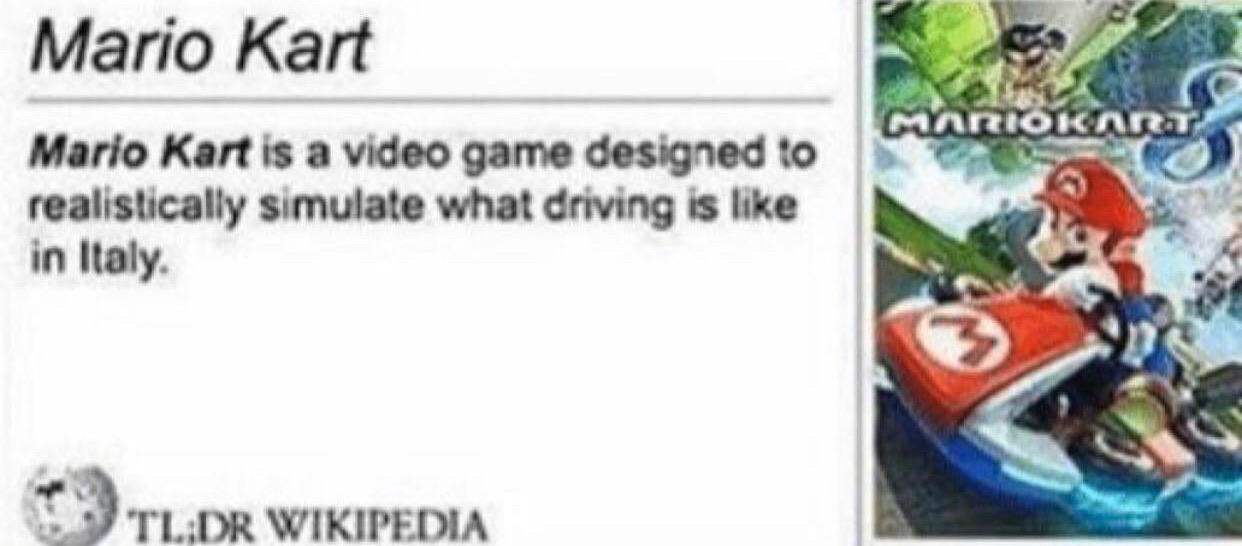 Mario Kart
Mario Kart is a video game designed to
realistically simulate what driving is like
in Italy.
TL;DR WIKIPEDIA
MARIOKART 8
M